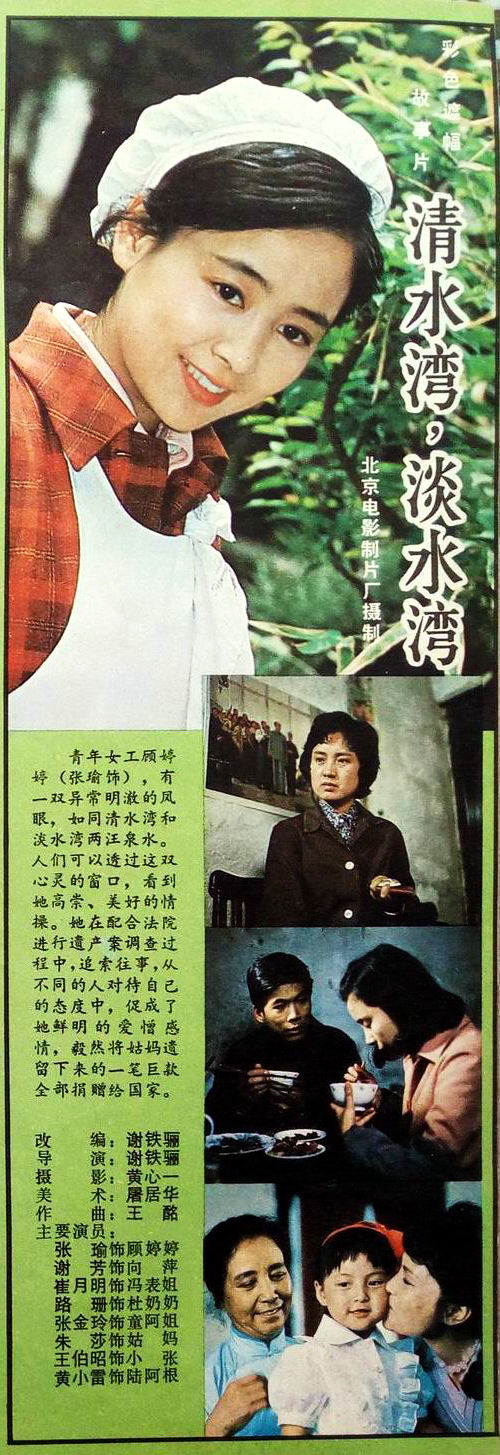 彩色遮幅
故事片
清水湾，淡水湾
北京电影制片厂摄制
青年女工顾婷
婷（张瑜饰），有
一双异常明澈的凤
眼，如同清水湾和
淡水湾两汪泉水。
人们可以透过这双
心灵的窗口，看到
她高崇、美好的情
操。她在配合法院
进行遗产案调查过
程中，追索往事，从
不同的人对待自己
的态度中，促成了
她鲜明的爱憎感
情，毅然将姑妈遗
留下来的一笔巨款
全部捐赠给国家。
改编：谢铁骊
导演：谢铁骊
摄影：黄心一
美术：屠居华
作曲：王酩
主要演员：
张瑜饰顾婷婷
谢芳饰向萍
崔月明饰冯表姐
路珊饰杜奶奶
张金玲饰童阿姐
朱莎饰姑妈
王伯昭饰小张
黄小雷饰陆阿根